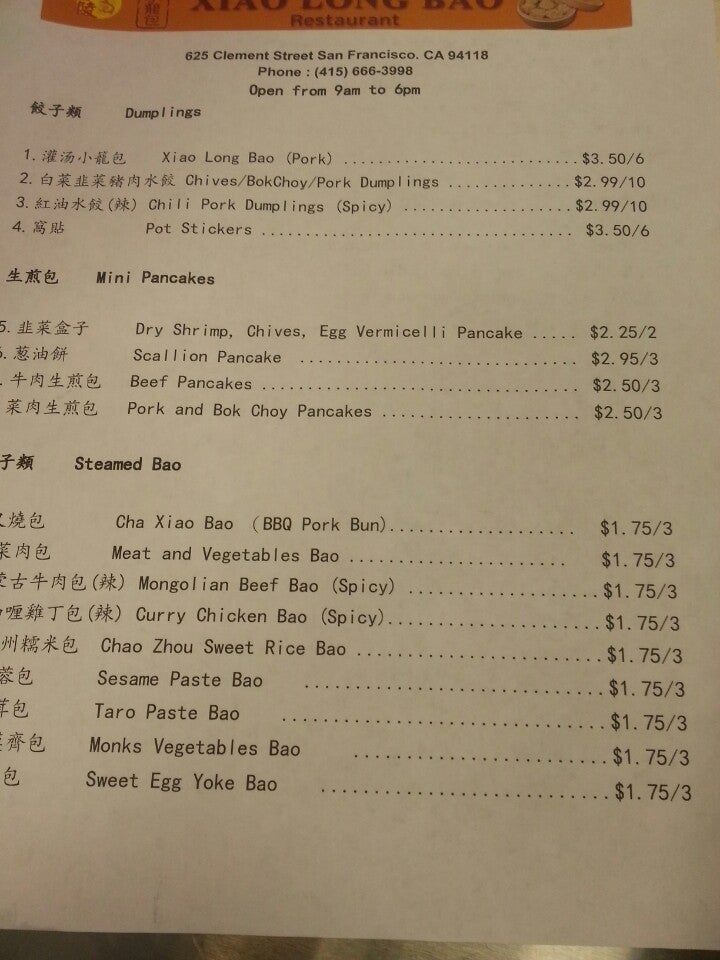 XIAO LONG BAO
Restaurant
625 Clement Street San Francisco. CA 94118
Phone : (415) 666-3998
Open from 9am to 6pm
餃子類 Dumplings
1. 灌汤小籠包 Xiao Long Bao (Pork) ........................... $3.50/6
2. 白菜韭菜豬肉水餃 Chives/BokChoy/Pork Dumplings .............. $2.99/10
3. 紅油水餃(辣) Chili Pork Dumplings (Spicy) ................... $2.99/10
4. 窩貼 Pot Stickers ................................... $3.50/6
生煎包 Mini Pancakes
5. 韭菜盒子 Dry Shrimp, Chives, Egg Vermicelli Pancake ..... $2.25/2
6. 葱油餅 Scallion Pancake ............................... $2.95/3
. 牛肉生煎包 Beef Pancakes .................................... $2.50/3
菜肉生煎包 Pork and Bok Choy Pancakes ...................... $2.50/3
子類 Steamed Bao
燒包 Cha Xiao Bao (BBQ Pork Bun)..................... $1.75/3
菜肉包 Meat and Vegetables Bao ........................ $1.75/3
古牛肉包(辣) Mongolian Beef Bao (Spicy) ......................$1.75/3
喱雞丁包(辣) Curry Chicken Bao (Spicy)........................$1.75/3
州糯米包 Chao Zhou Sweet Rice Bao ...........................$1.75/3
蓉包 Sesame Paste Bao .................................$1.75/3
茸包 Taro Paste Bao ....................................$1.75/3
齊包 Monks Vegetables Bao ............................$1.75/3
包 Sweet Egg Yoke Bao ................................$1.75/3